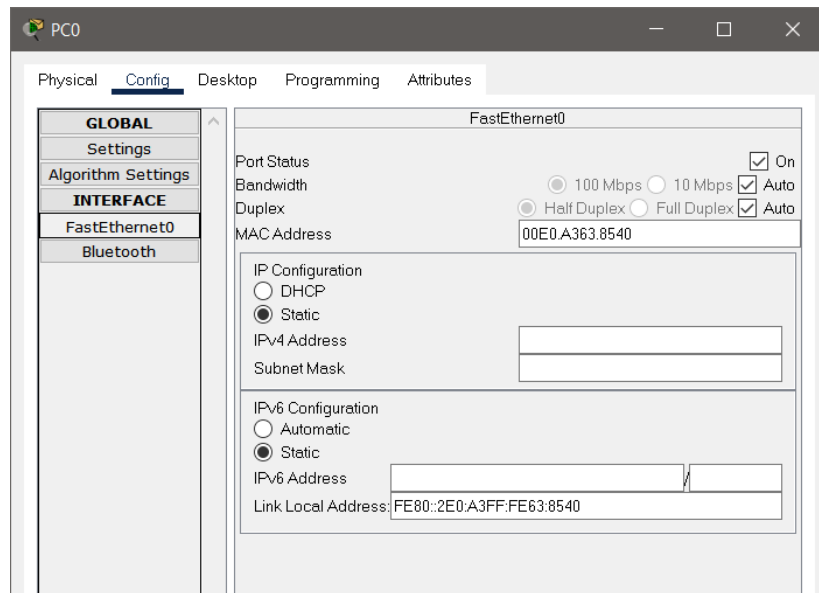 PC0
Physical Config Desktop Programming Attributes
GLOBAL
Settings
Algorithm Settings
INTERFACE
FastEthernet0
Bluetooth
FastEthernet0
Port Status On
Bandwidth 100 Mbps 10 Mbps Auto
Duplex Half Duplex Full Duplex Auto
MAC Address 00E0.A363.8540
IP Configuration
DHCP
Static
IPv4 Address
Subnet Mask
IPv6 Configuration
Automatic
Static
IPv6 Address /
Link Local Address: FE80::2E0:A3FF:FE63:8540